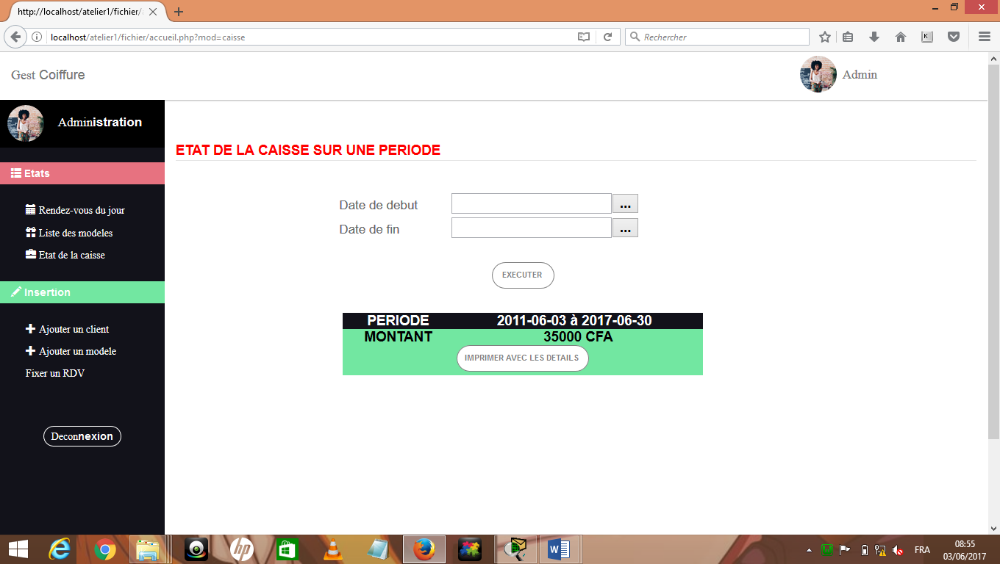 http://localhost/atelier1/fichier/
localhost/atelier1/fichier/accueil.php?mod=caisse
Rechercher
Gest Coiffure
Admin
Administration
ETAT DE LA CAISSE SUR UNE PERIODE
Etats
Rendez-vous du jour
Liste des modeles
Etat de la caisse
Date de debut
...
Date de fin
...
EXECUTER
Insertion
Ajouter un client
Ajouter un modele
Fixer un RDV
PERIODE 2011-06-03 à 2017-06-30
MONTANT 35000 CFA
IMPRIMER AVEC LES DETAILS
Deconnexion
FRA
08:55
03/06/2017